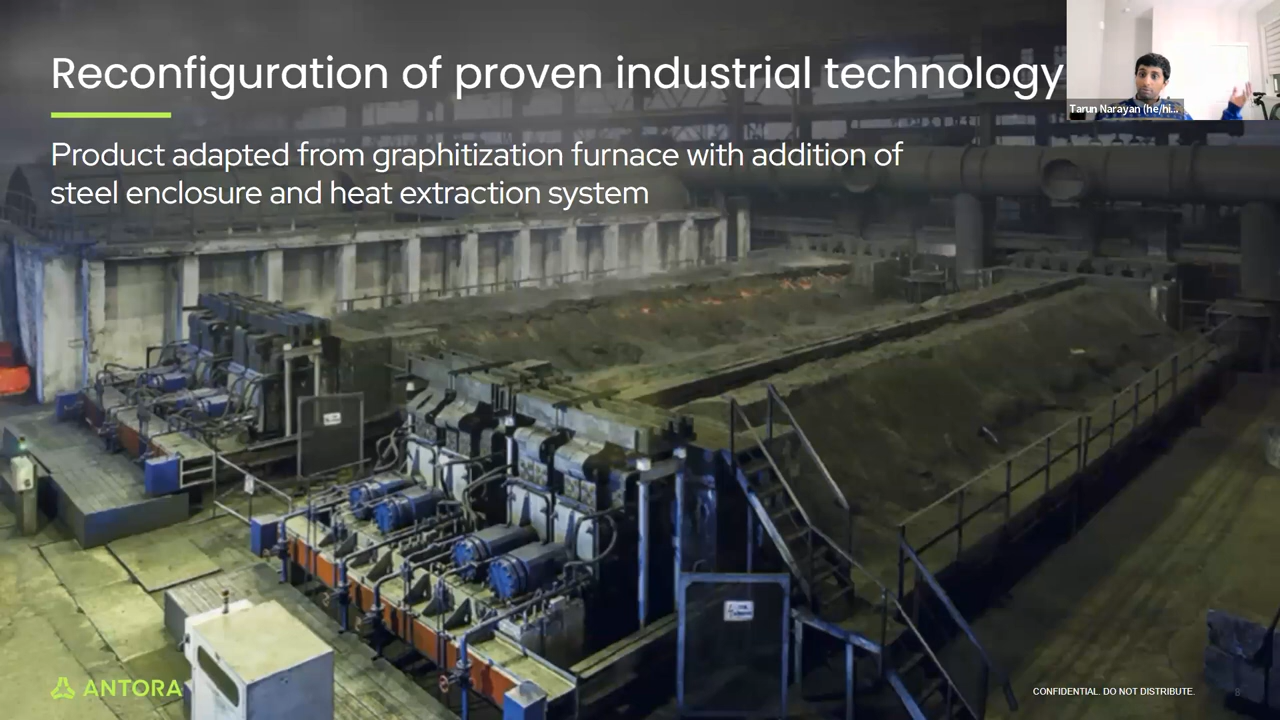 Reconfiguration of proven industrial technology
Tarun Narayan (he/hi...
Product adapted from graphitization furnace with addition of
steel enclosure and heat extraction system
ANTORA
CONFIDENTIAL. DO NOT DISTRIBUTE.
8